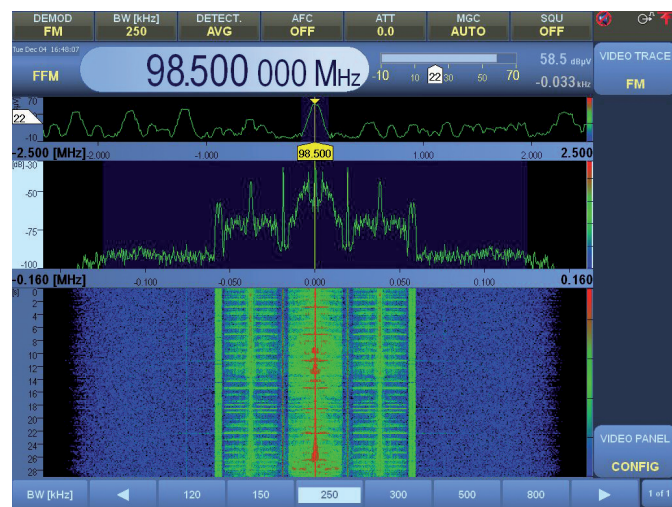 DEMOD BW [kHz] DETECT. AFC ATT MGC SQU
FM 250 AVG OFF 0.0 AUTO OFF
Tue Dec 04 16:48:07
FFM 98.500 000 MHz -10 10 22 30 50 70 58.5 dBµV
-0.033 kHz
VIDEO TRACE
FM
70
22
-10
-2.500 [MHz] -2.000 -1.000 98.500 1.000 2.000 2.500
[dB] -30
-50
-75
-100
-0.160 [MHz] -0.100 -0.050 0.000 0.050 0.100 0.160
[s] 0
2
4
6
8
10
12
14
16
18
20
22
24
26
28
VIDEO PANEL
CONFIG
BW [kHz] 120 150 250 300 500 800 1 of 1